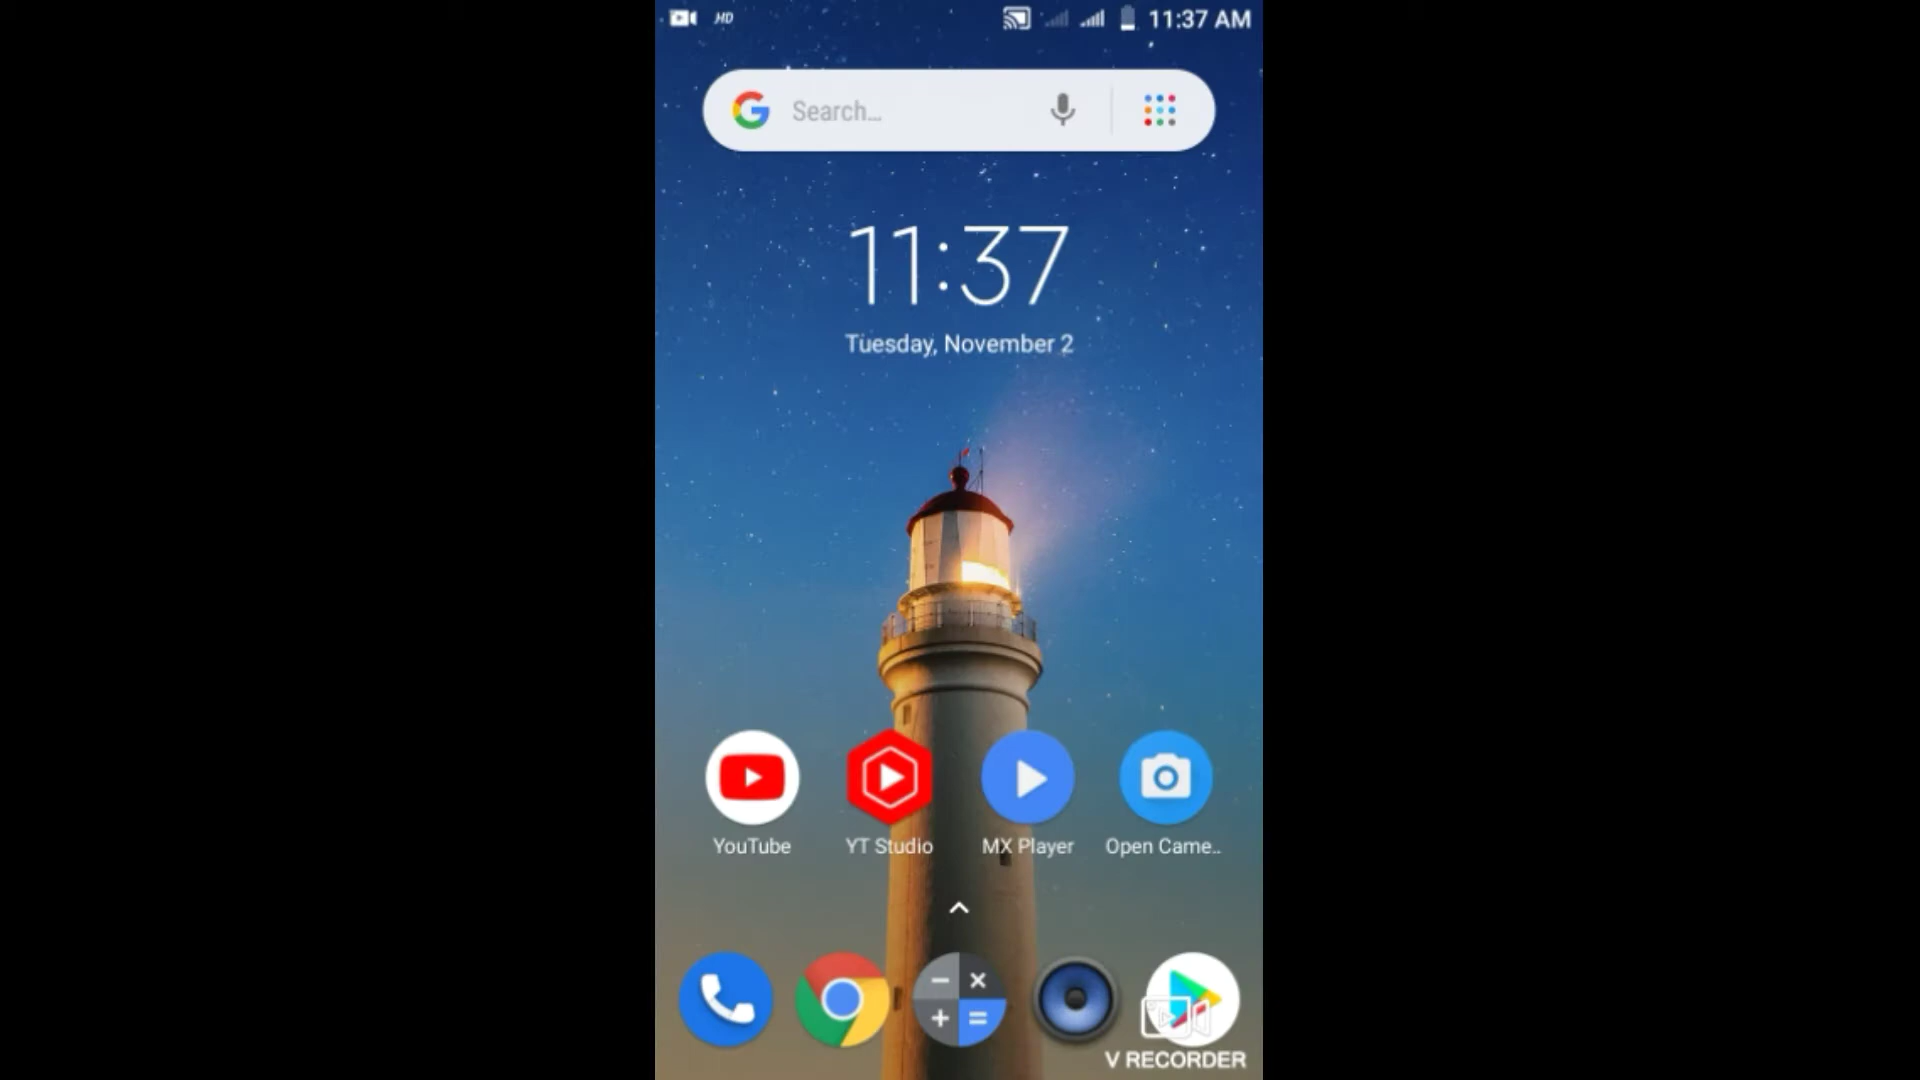 HD 11:37 AM
Search...
11:37
Tuesday, November 2
YouTube YT Studio MX Player Open Came..
V RECORDER